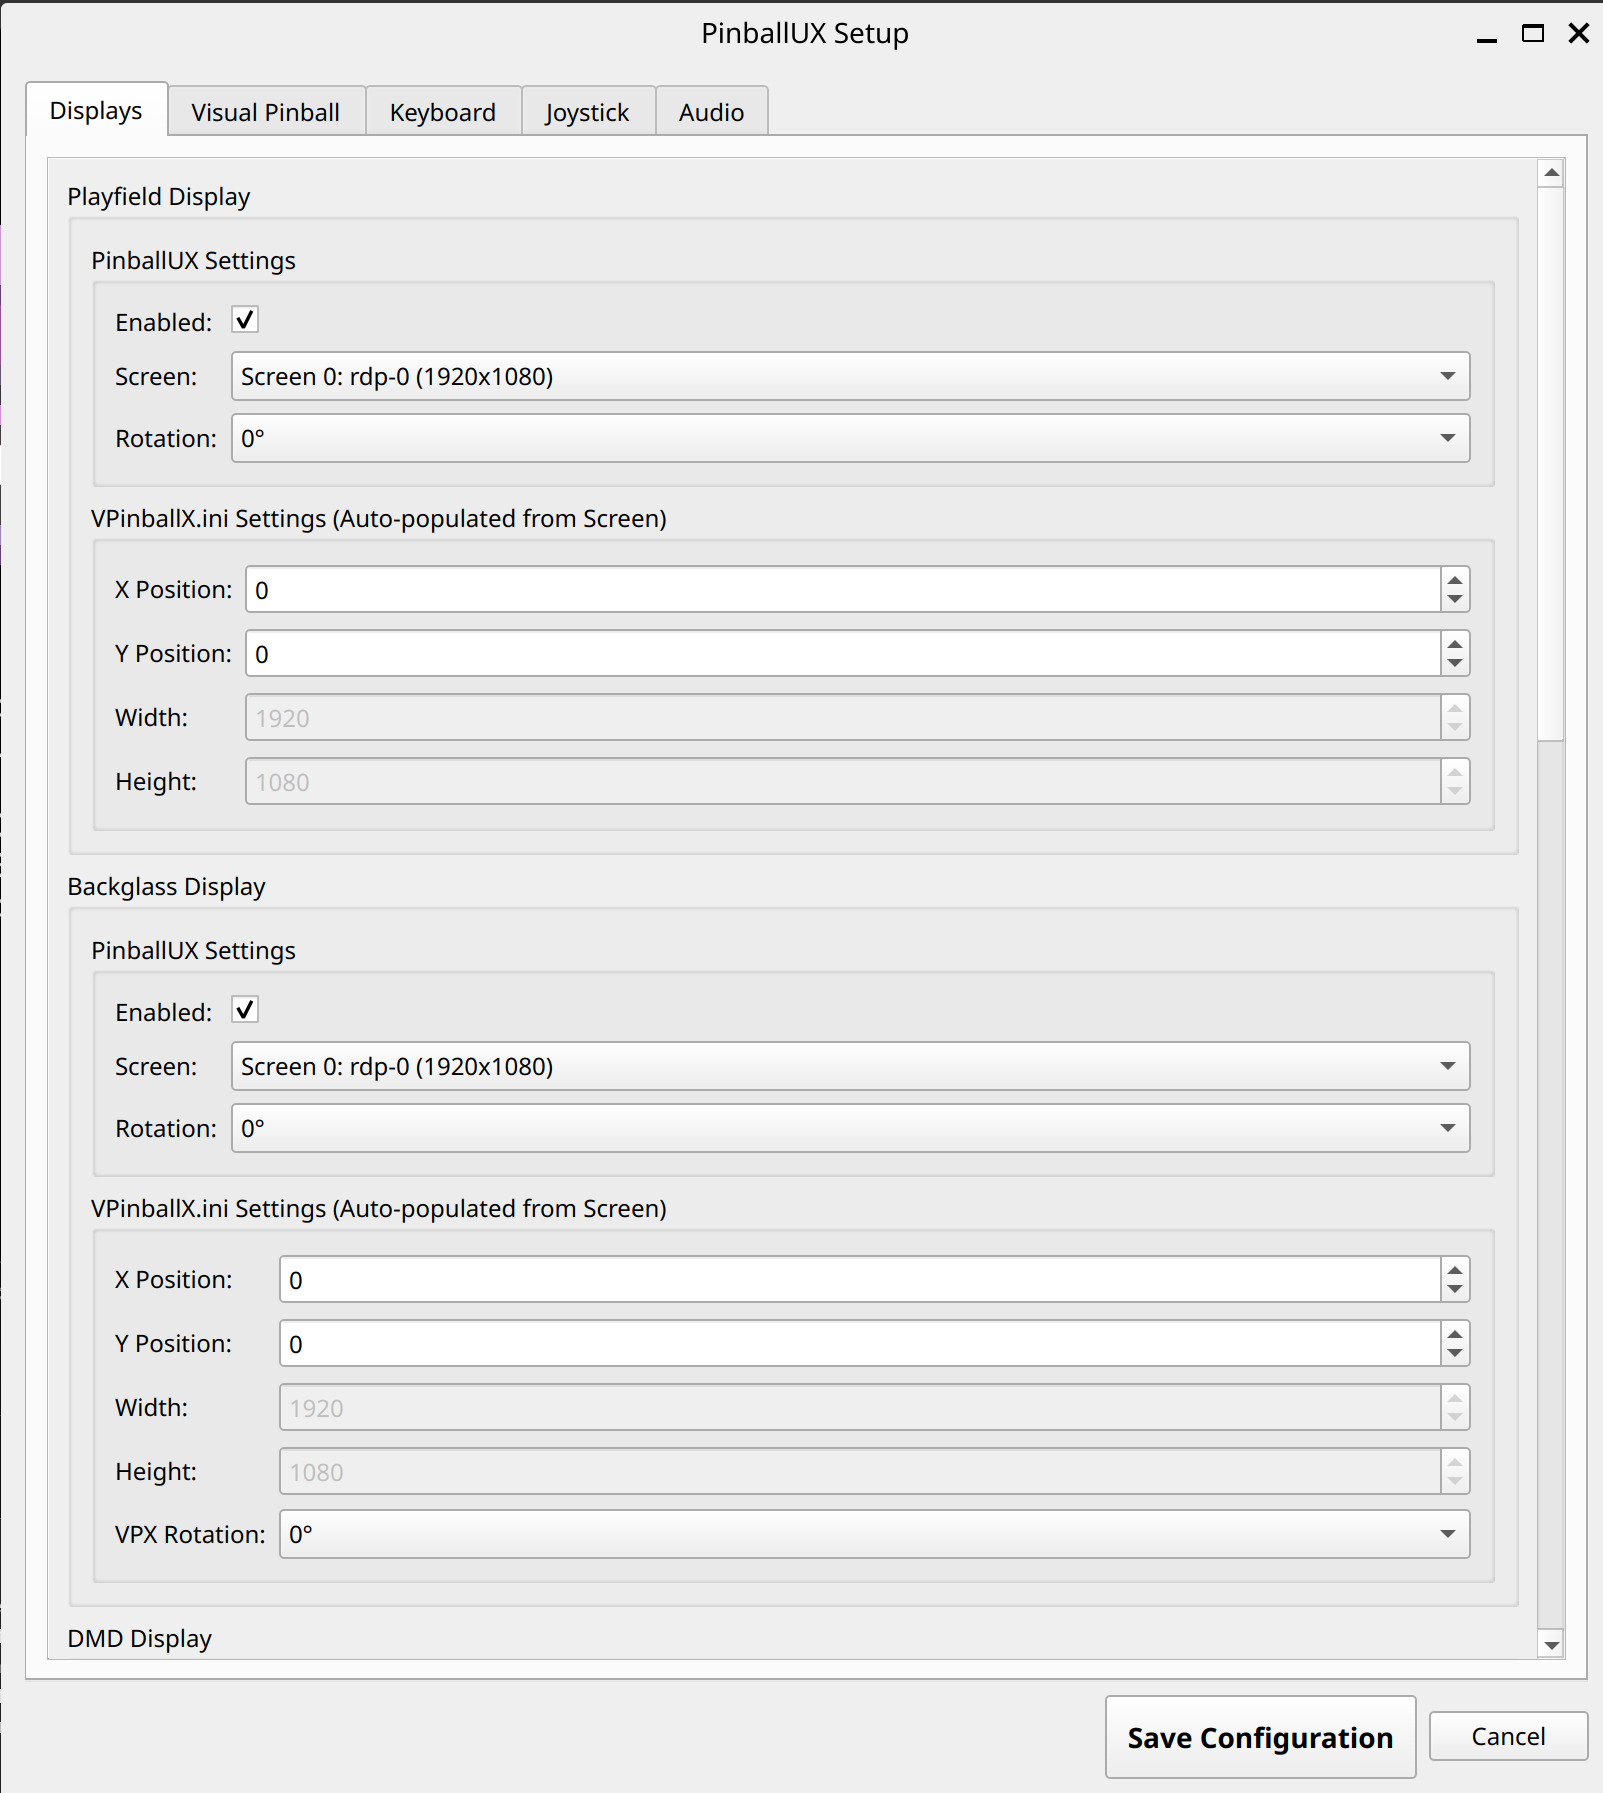 PinballUX Setup
Displays
Visual Pinball
Keyboard
Joystick
Audio
Playfield Display
PinballUX Settings
Enabled:
Screen: Screen 0: rdp-0 (1920x1080)
Rotation: 0°
VPinballX.ini Settings (Auto-populated from Screen)
X Position: 0
Y Position: 0
Width: 1920
Height: 1080
Backglass Display
PinballUX Settings
Enabled:
Screen: Screen 0: rdp-0 (1920x1080)
Rotation: 0°
VPinballX.ini Settings (Auto-populated from Screen)
X Position: 0
Y Position: 0
Width: 1920
Height: 1080
VPX Rotation: 0°
DMD Display
Save Configuration
Cancel